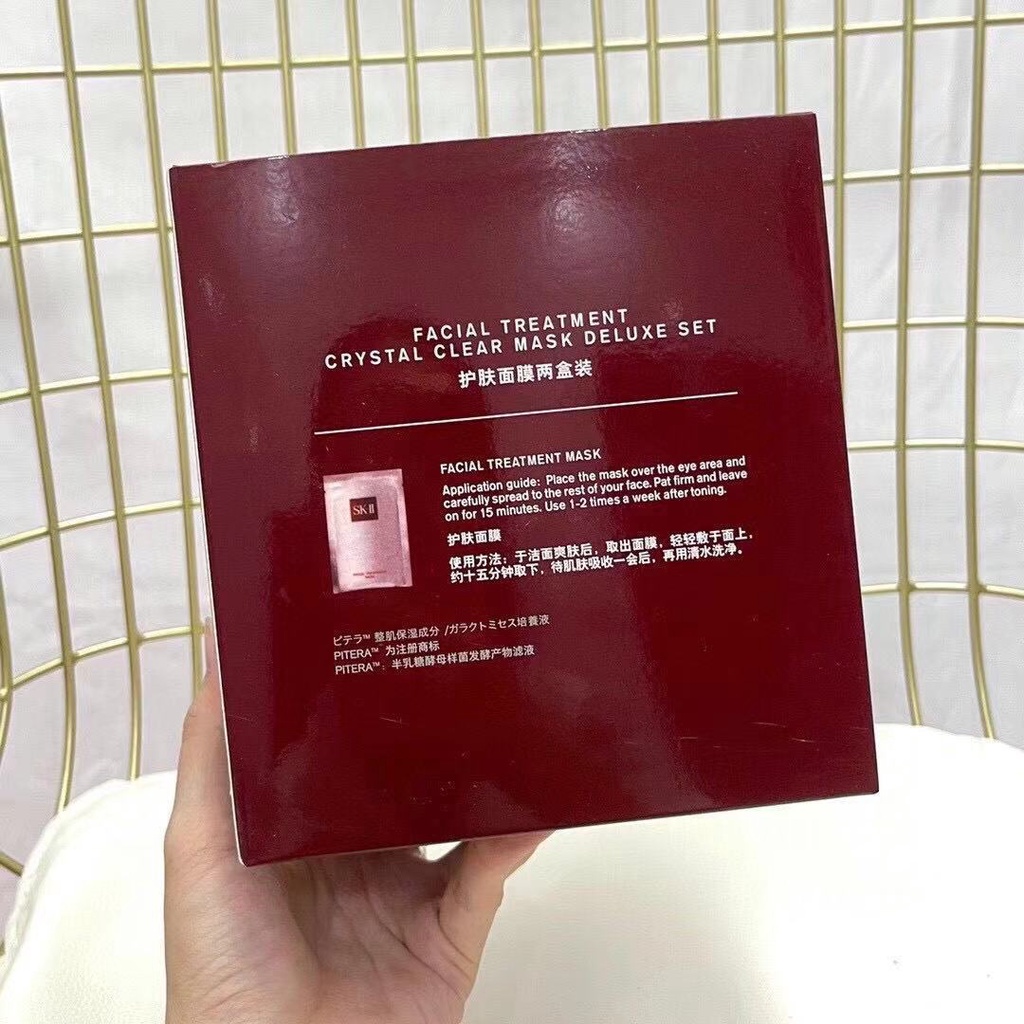 FACIAL TREATMENT
CRYSTAL CLEAR MASK DELUXE SET
护肤面膜两盒装
FACIAL TREATMENT MASK
Application guide: Place the mask over the eye area and
carefully spread to the rest of your face. Pat firm and leave
on for 15 minutes. Use 1-2 times a week after toning.
护肤面膜
使用方法：于洁面爽肤后，取出面膜，轻轻敷于面上，
约十五分钟取下，待肌肤吸收一会后，再用清水洗净。
SK-II
ピテラ™ 整肌保湿成分 /ガラクトミセス培養液
PITERA™ 为注册商标
PITERA™：半乳糖酵母样菌发酵产物滤液